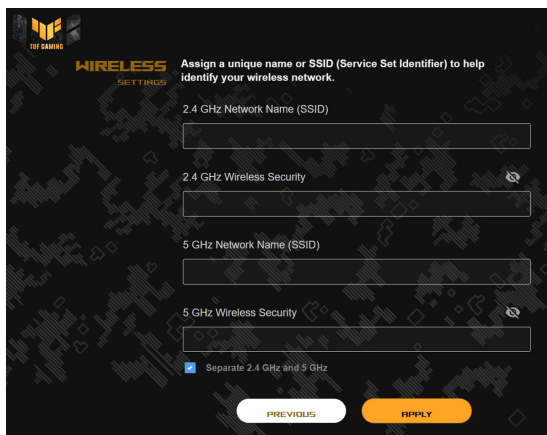 TUF GAMING
WIRELESS
SETTINGS
Assign a unique name or SSID (Service Set Identifier) to help
identify your wireless network.
2.4 GHz Network Name (SSID)
2.4 GHz Wireless Security
5 GHz Network Name (SSID)
5 GHz Wireless Security
Separate 2.4 GHz and 5 GHz
PREVIOUS
APPLY